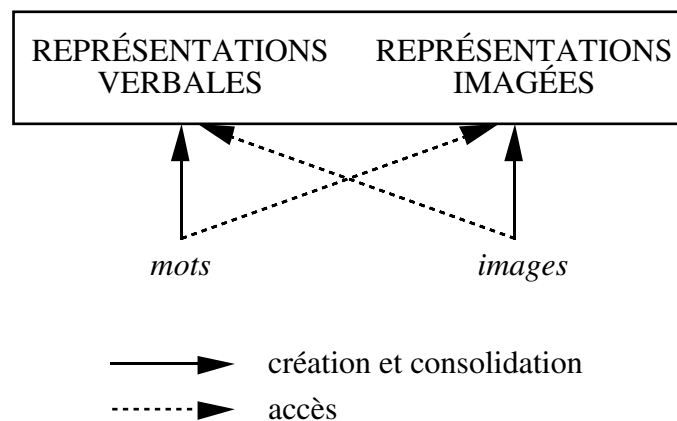 REPRÉSENTATIONS
VERBALES
REPRÉSENTATIONS
IMAGÉES
mots
images
création et consolidation
accès